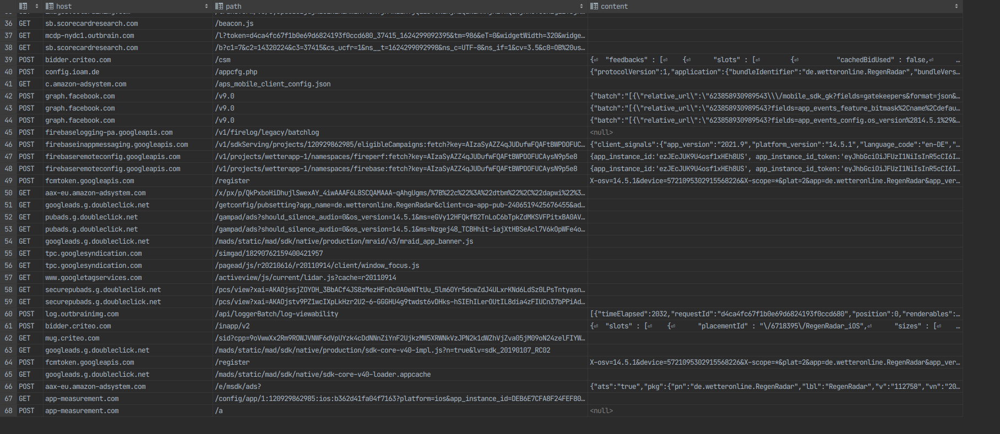 host path content
36 GET sb.scorecardresearch.com /beacon.js
37 GET mcdp-nydc1.outbrain.com /l?token=d4ca4fc67f1b0e69d6824193f0ccd680_37415_1624299092395&tm=986&eT=0&widgetWidth=320&widge…
38 GET sb.scorecardresearch.com /b?c1=7&c2=14320224&c3=37415&cs_ucfr=1&ns__t=1624299092998&ns_c=UTF-8&ns_if=1&cv=3.5&c8=OB%20us…
39 POST bidder.criteo.com /csm {⏎ "feedbacks" : [⏎ {⏎ "slots" : [⏎ {⏎ "cachedBidUsed" : false,⏎ …
40 POST config.ioam.de /appcfg.php {"protocolVersion":1,"application":{"bundleIdentifier":"de.wetteronline.RegenRadar","bundleVers…
41 GET c.amazon-adsystem.com /aps_mobile_client_config.json
42 POST graph.facebook.com /v9.0 {"batch":"[{\"relative_url\":\"623858930989543\\\/mobile_sdk_gk?fields=gatekeepers&format=json&…
43 POST graph.facebook.com /v9.0 {"batch":"[{\"relative_url\":\"623858930989543?fields=app_events_feature_bitmask%2Cname%2Cdefau…
44 POST graph.facebook.com /v9.0 {"batch":"[{\"relative_url\":\"623858930989543?fields=app_events_config.os_version%2814.5.1%29&…
45 POST firebaselogging-pa.googleapis.com /v1/firelog/legacy/batchlog <null>
46 POST firebaseinappmessaging.googleapis.com /v1/sdkServing/projects/120929862985/eligibleCampaigns:fetch?key=AIzaSyAZZ4qJUDufwFQAFtBWPDOFUC… {"client_signals":{"app_version":"2021.9","platform_version":"14.5.1","language_code":"en-DE","…
47 POST firebaseremoteconfig.googleapis.com /v1/projects/wetterapp-1/namespaces/fireperf:fetch?key=AIzaSyAZZ4qJUDufwFQAFtBWPDOFUCAysN9p5e8 {app_instance_id:'ezJEcJUK9U4osf1xHEh8US', app_instance_id_token:'eyJhbGciOiJFUzI1NiIsInR5cCI6I…
48 POST firebaseremoteconfig.googleapis.com /v1/projects/wetterapp-1/namespaces/firebase:fetch?key=AIzaSyAZZ4qJUDufwFQAFtBWPDOFUCAysN9p5e8 {app_instance_id:'ezJEcJUK9U4osf1xHEh8US', app_instance_id_token:'eyJhbGciOiJFUzI1NiIsInR5cCI6I…
49 POST fcmtoken.googleapis.com /register X-osv=14.5.1&device=5721095302915568226&X-scope=*&plat=2&app=de.wetteronline.RegenRadar&app_ver…
50 GET aax-eu.amazon-adsystem.com /x/px/p/QkPxboHiDhujlSwexAY_4iwAAAF6L8SCQAMAAA-qAhgUgms/%7B%22c%22%3A%22dtbm%22%2C%22dapwi%22%3…
51 GET googleads.g.doubleclick.net /getconfig/pubsetting?app_name=de.wetteronline.RegenRadar&client=ca-app-pub-2406519425676455&ad…
52 GET pubads.g.doubleclick.net /gampad/ads?should_silence_audio=0&os_version=14.5.1&ms=eGVy12HFQkfB2TnLoC6bTpkZdMKSVFPitxBA0AV…
53 GET pubads.g.doubleclick.net /gampad/ads?should_silence_audio=0&os_version=14.5.1&ms=Nzgej48_TCBHhit-iajXtHBSeAcl7V6kOpWFe4o…
54 GET googleads.g.doubleclick.net /mads/static/mad/sdk/native/production/mraid/v3/mraid_app_banner.js
55 GET tpc.googlesyndication.com /simgad/18290762159400421957
56 GET tpc.googlesyndication.com /pagead/js/r20210616/r20110914/client/window_focus.js
57 GET www.googletagservices.com /activeview/js/current/lidar.js?cache=r20110914
58 GET securepubads.g.doubleclick.net /pcs/view?xai=AKAOjssjZOYOH_3BbACf4JS8zMezHFnOc0A0eNTtUu_5lm6OYr5dcwZdJ4ULxrKNd6LdSz0LPsTntyasn…
59 GET securepubads.g.doubleclick.net /pcs/view?xai=AKAOjstv9PZ1wcIXpLkHzr2U2-6-GGGHU4g9twdst6vDHks-hSIEhILerOUtIL8dia4zFIUCn37bPPiAd…
60 POST log.outbrainimg.com /api/loggerBatch/log-viewability [{"timeElapsed":2032,"requestId":"d4ca4fc67f1b0e69d6824193f0ccd680","position":0,"renderables":…
61 POST bidder.criteo.com /inapp/v2 {⏎ "slots" : [⏎ {⏎ "placementId" : "\/6718395\/RegenRadar_iOS",⏎ "sizes" : [⏎ …
62 GET mug.criteo.com /sid?cpp=9oVwwXx2Rm9ROWJVNWF6dVpUYzk4cDdNNnZiYnF2UjkzMW5XRWNkVzJPN2k1dWZhVjZva05jM09oN24zelFIYW…
63 GET googleads.g.doubleclick.net /mads/static/mad/sdk/native/production/sdk-core-v40-impl.js?n=true&lv=sdk_20190107_RC02
64 POST fcmtoken.googleapis.com /register X-osv=14.5.1&device=5721095302915568226&X-scope=*&plat=2&app=de.wetteronline.RegenRadar&app_ver…
65 GET googleads.g.doubleclick.net /mads/static/mad/sdk/native/sdk-core-v40-loader.appcache
66 POST aax-eu.amazon-adsystem.com /e/msdk/ads? {"ats":"true","pkg":{"pn":"de.wetteronline.RegenRadar","lbl":"RegenRadar","v":"112758","vn":"20…
67 GET app-measurement.com /config/app/1:120929862985:ios:b362d41fa04f7163?platform=ios&app_instance_id=DEB6E7CFA8F24FEF80…
68 POST app-measurement.com /a <null>